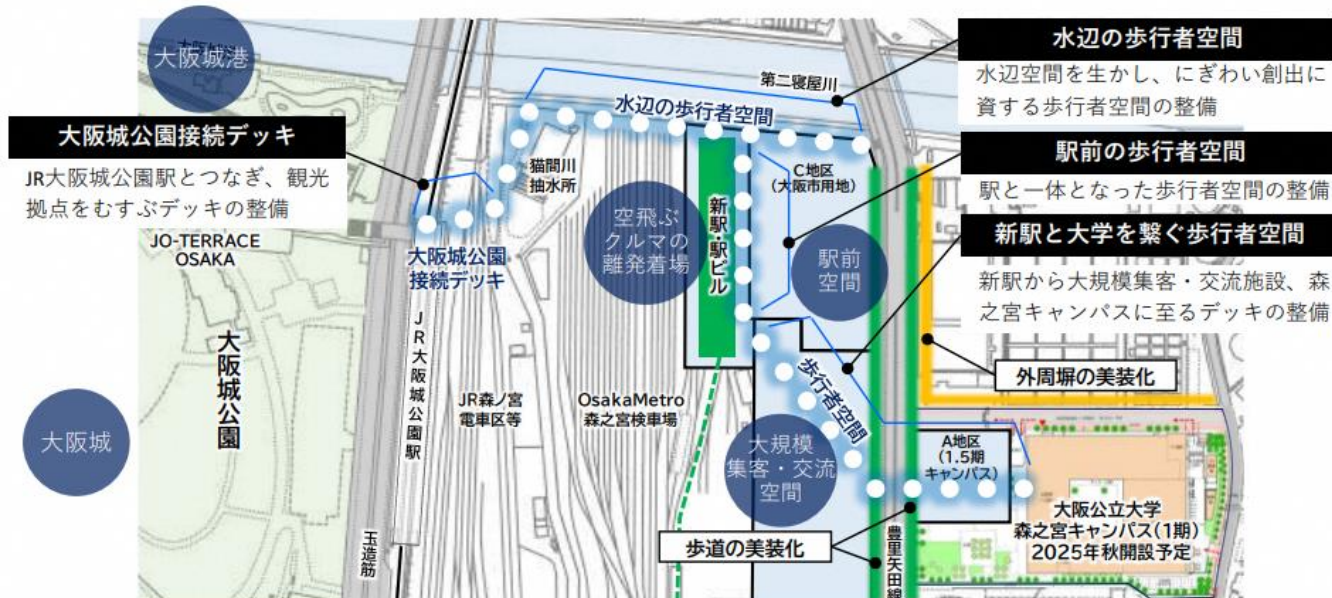 大阪城港
大阪城公園接続デッキ
JR大阪城公園駅とつなぎ、観光
拠点をむすぶデッキの整備
JO-TERRACE
OSAKA
大阪城公園
大阪城
大阪城公園
接続デッキ
JR大阪城公園駅
玉造筋
猫間川
抽水所
JR森ノ宮
電車区等
OsakaMetro
森之宮検車場
第二寝屋川
水辺の歩行者空間
空飛ぶ
クルマの
離発着場
新駅・駅ビル
C地区
(大阪市用地)
駅前
空間
歩行者空間
大規模
集客・交流
空間
歩道の美装化
豊里矢田線
水辺の歩行者空間
水辺空間を生かし、にぎわい創出に
資する歩行者空間の整備
駅前の歩行者空間
駅と一体となった歩行者空間の整備
新駅と大学を繋ぐ歩行者空間
新駅から大規模集客・交流施設、森
之宮キャンパスに至るデッキの整備
外周塀の美装化
A地区
(1.5期
キャンパス)
大阪公立大学
森之宮キャンパス(1期)
2025年秋開設予定